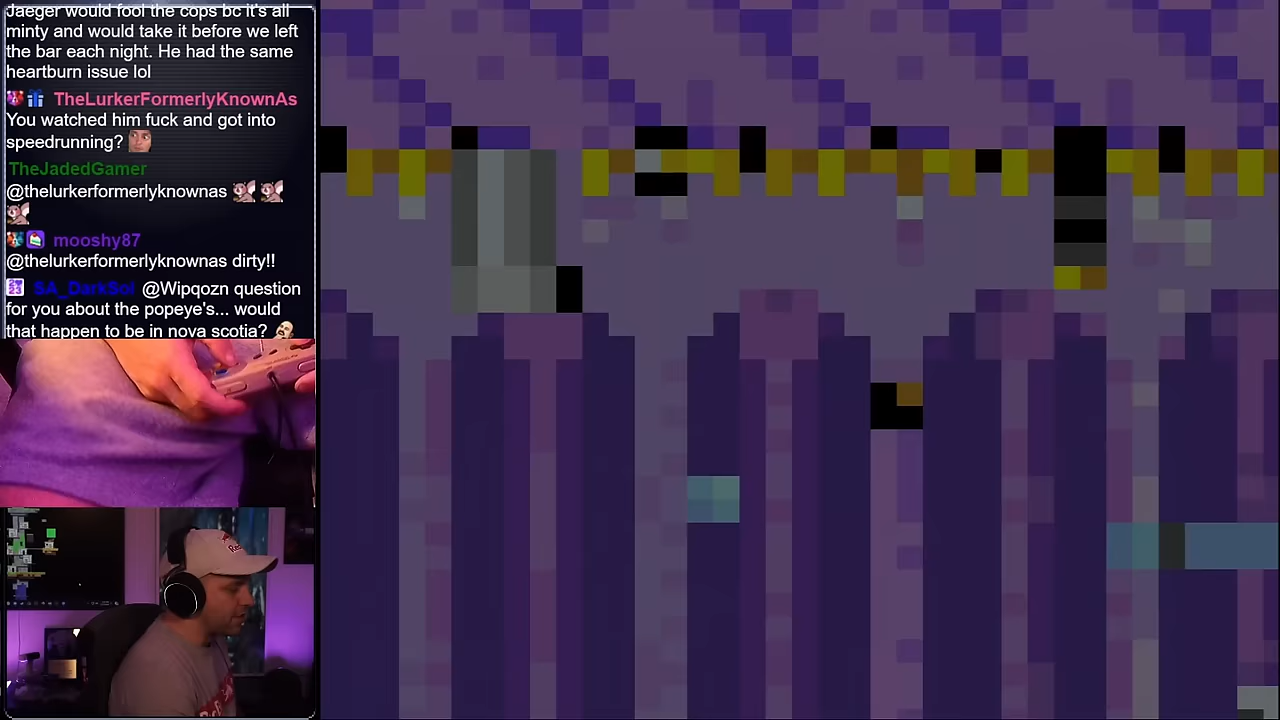 Jaeger would fool the cops bc it's all
minty and would take it before we left
the bar each night. He had the same
heartburn issue lol
TheLurkerFormerlyKnownAs
You watched him fuck and got into
speedrunning?
TheJadedGamer
@thelurkerformerlyknownas
mooshy87
@thelurkerformerlyknownas dirty!!
SA_DarkSol @Wipqozn question
for you about the popeye's... would
that happen to be in nova scotia?